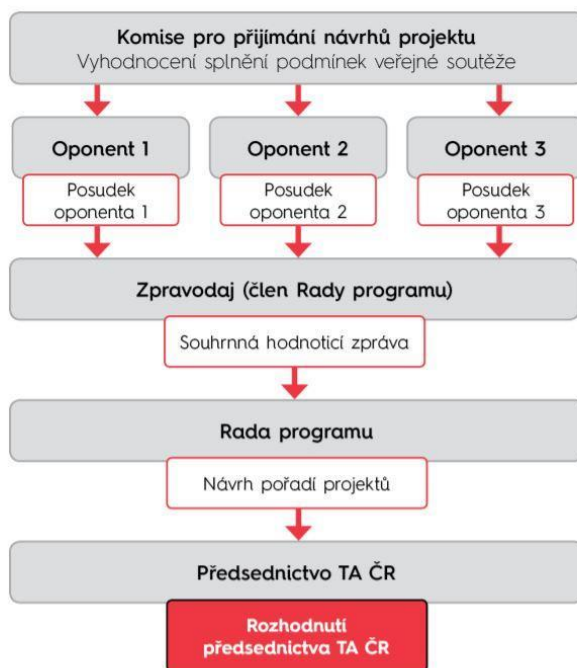 Komise pro přijímání návrhů projektu
Vyhodnocení splnění podmínek veřejné soutěže
Oponent 1
Oponent 2
Oponent 3
Posudek
oponenta 1
Posudek
oponenta 2
Posudek
oponenta 3
Zpravodaj (člen Rady programu)
Souhrnná hodnoticí zpráva
Rada programu
Návrh pořadí projektů
Předsednictvo TA ČR
Rozhodnutí
předsednictva TA ČR